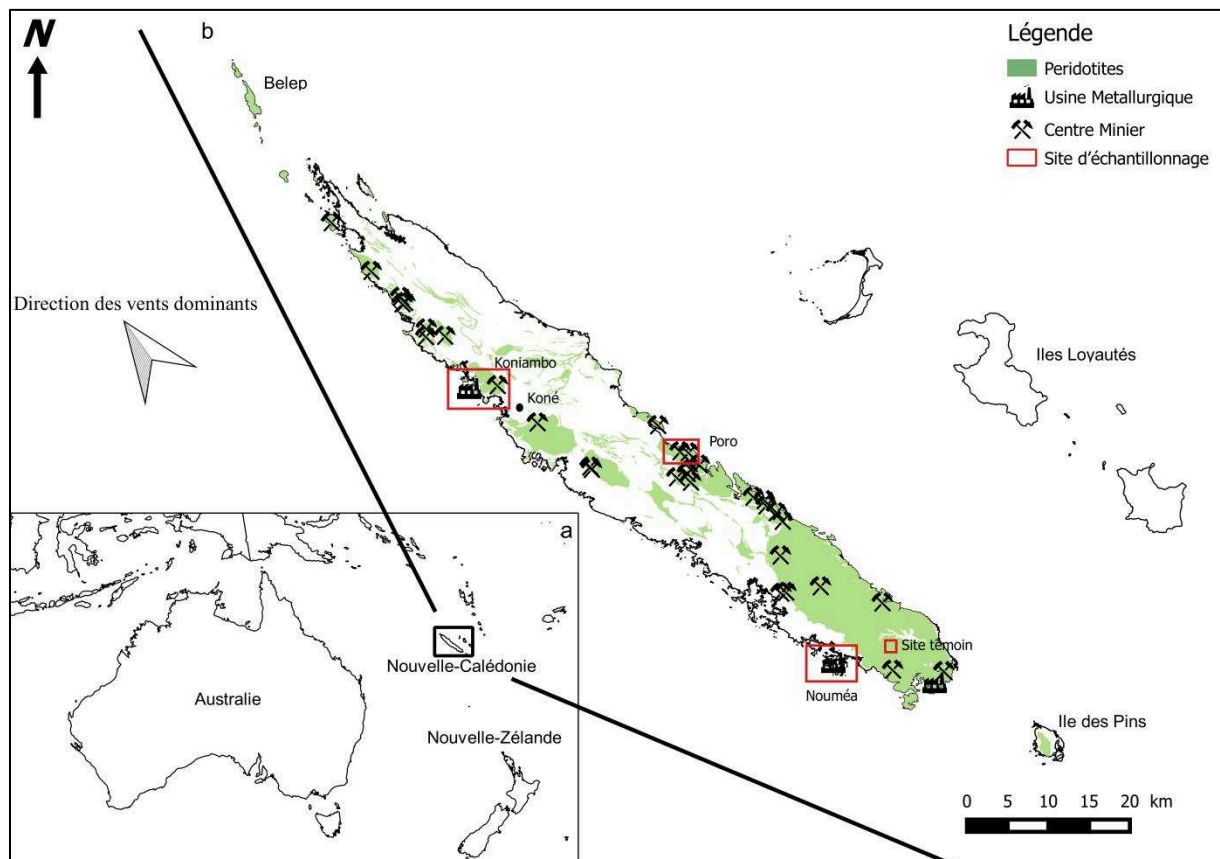 N
b
Belep
Légende
Peridotites
Usine Metallurgique
Centre Minier
Site d'échantillonnage
Direction des vents dominants
Koniambo
Koné
Poro
Iles Loyautés
a
Nouvelle-Calédonie
Australie
Nouvelle-Zélande
Site témoin
Nouméa
Ile des Pins
0 5 10 15 20 km